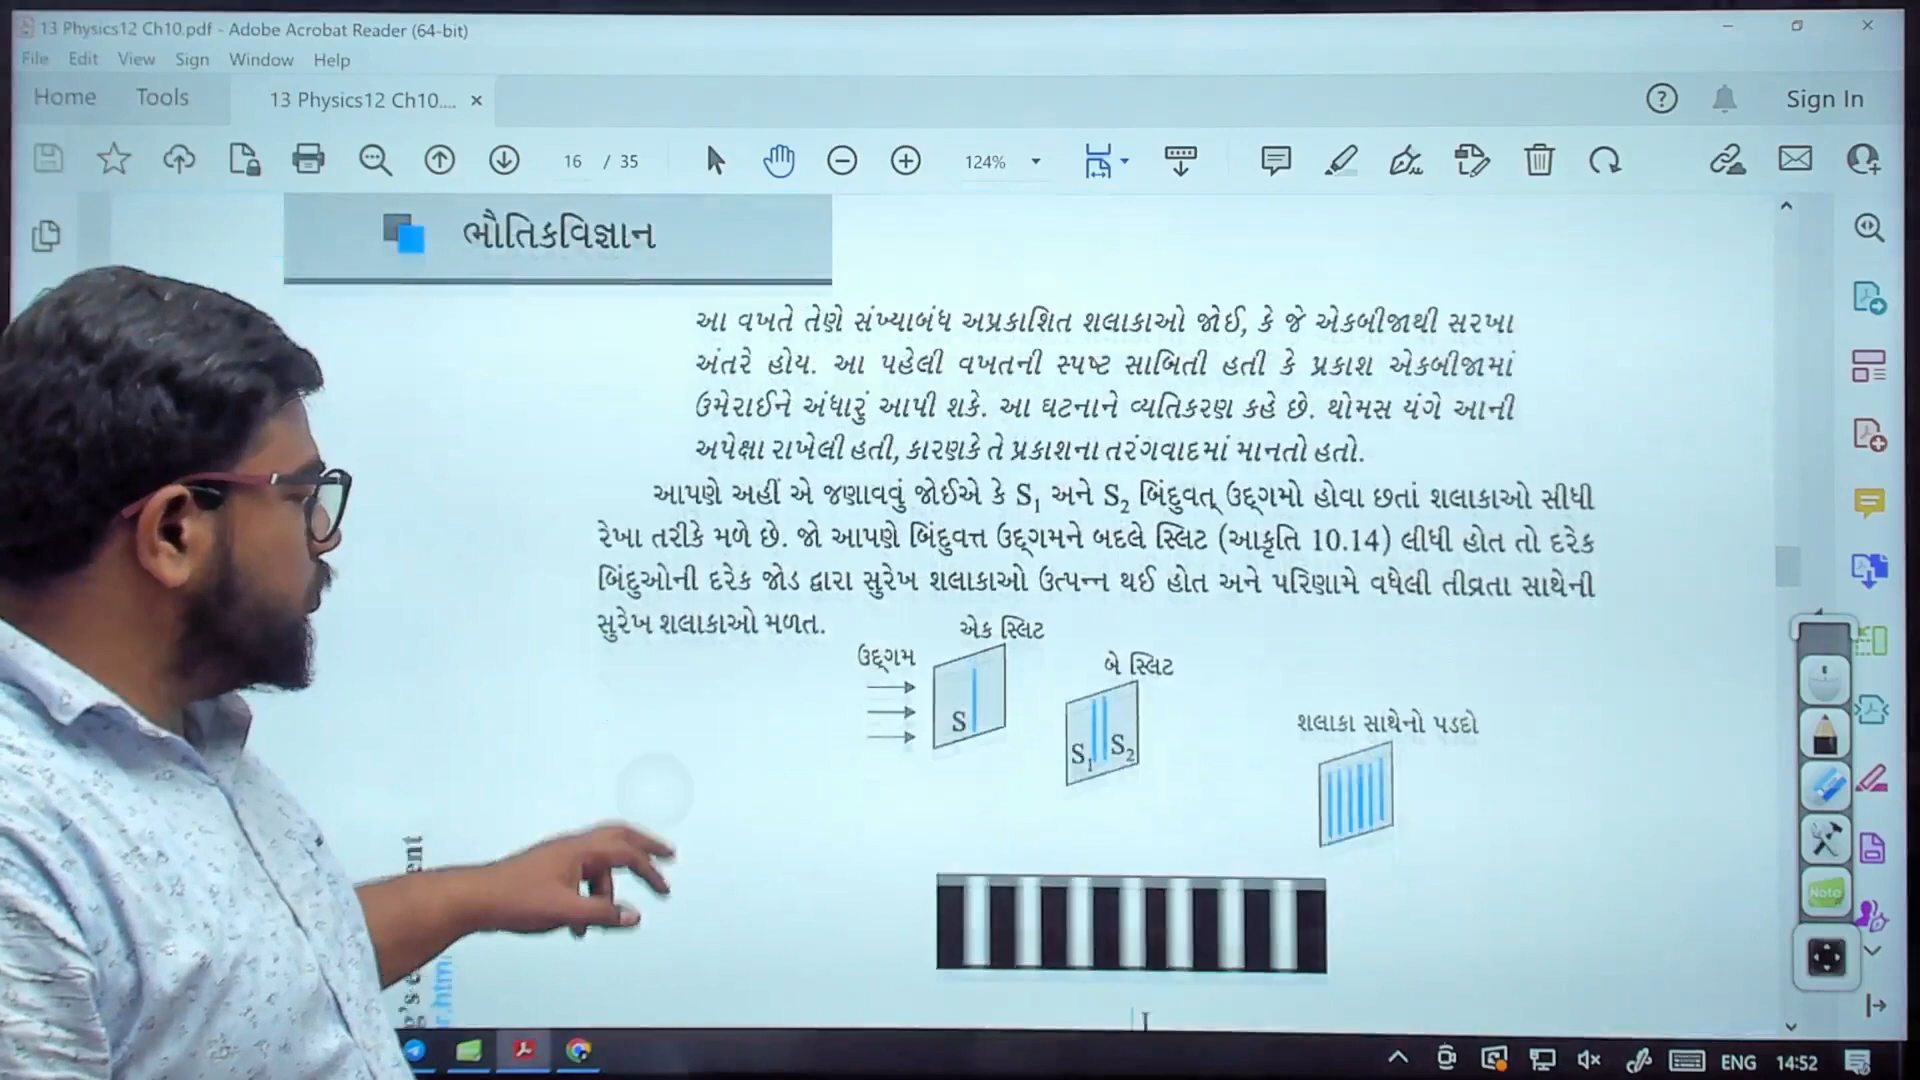 13 Physics12 Ch10.pdf - Adobe Acrobat Reader (64-bit)
File Edit View Sign Window Help
Home Tools 13 Physics12 Ch10.... × Sign In
16 / 35 124%
ભૌતિકવિજ્ઞાન
આ વખતે તેણે સંખ્યાબંધ અપ્રકાશિત શલાકાઓ જોઈ, કે જે એકબીજાથી સરખા
અંતરે હોય. આ પહેલી વખતની સ્પષ્ટ સાબિતી હતી કે પ્રકાશ એકબીજામાં
ઉમેરાઈને અંધારું આપી શકે. આ ઘટનાને વ્યતિકરણ કહે છે. થોમસ યંગે આની
અપેક્ષા રાખેલી હતી, કારણકે તે પ્રકાશના તરંગવાદમાં માનતો હતો.
આપણે અહીં એ જણાવવું જોઈએ કે S₁ અને S₂ બિંદુવત્ ઉદ્‌ગમો હોવા છતાં શલાકાઓ સીધી
રેખા તરીકે મળે છે. જો આપણે બિંદુવત્ત ઉદ્‌ગમને બદલે સ્લિટ (આકૃતિ 10.14) લીધી હોત તો દરેક
બિંદુઓની દરેક જોડ દ્વારા સુરેખ શલાકાઓ ઉત્પન્ન થઈ હોત અને પરિણામે વધેલી તીવ્રતા સાથેની
સુરેખ શલાકાઓ મળત.
એક સ્લિટ
ઉદ્‌ગમ
બે સ્લિટ
S
S₁ S₂
શલાકા સાથેનો પડદો
Note
ENG 14:52